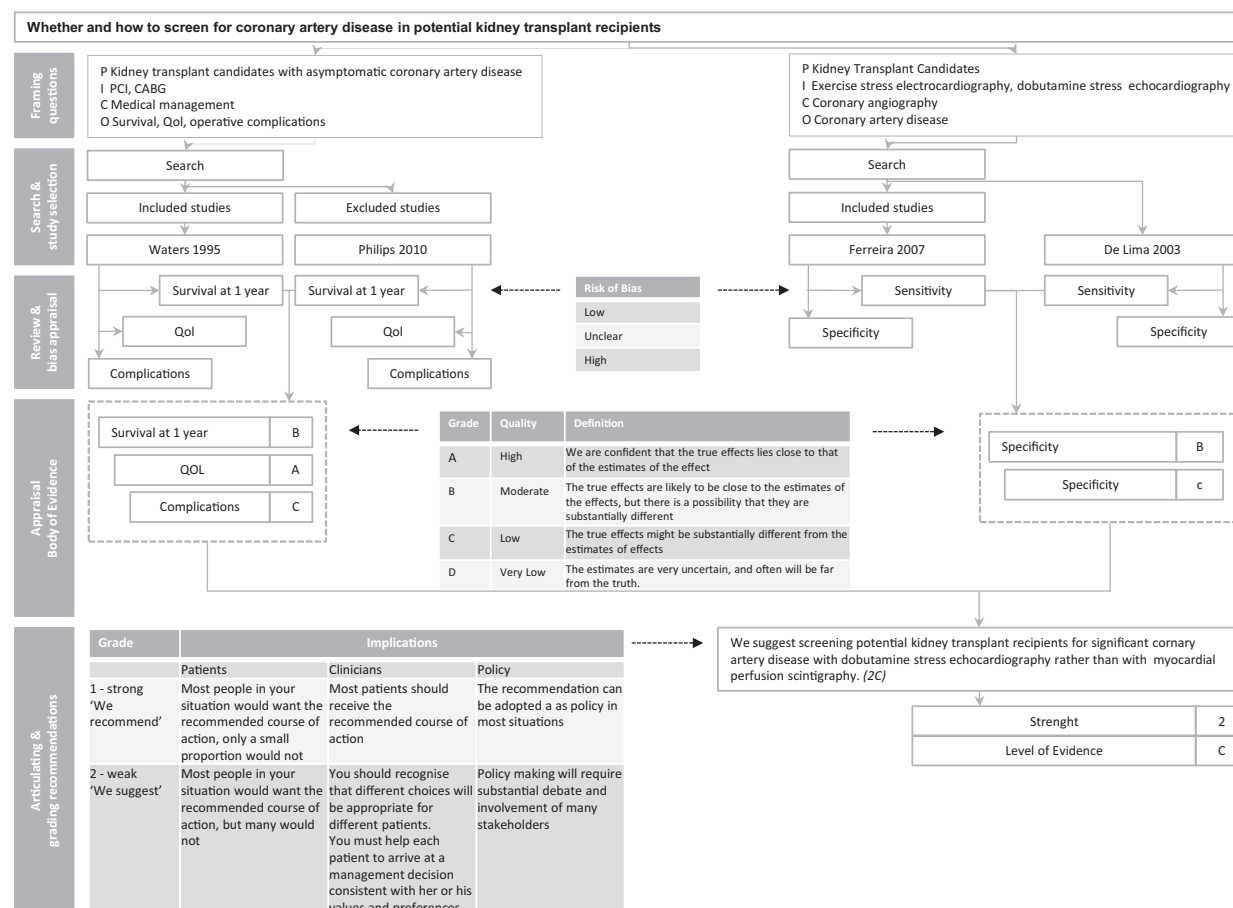 Whether and how to screen for coronary artery disease in potential kidney transplant recipients
Framing
questions
P Kidney transplant candidates with asymptomatic coronary artery disease
I PCI, CABG
C Medical management
O Survival, Qol, operative complications
P Kidney Transplant Candidates
I Exercise stress electrocardiography, dobutamine stress echocardiography
C Coronary angiography
O Coronary artery disease
Search &
study selection
Search
Included studies
Excluded studies
Waters 1995
Philips 2010
Search
Included studies
Ferreira 2007
De Lima 2003
Review &
bias appraisal
Survival at 1 year
Survival at 1 year
Qol
Qol
Complications
Complications
Risk of Bias
Low
Unclear
High
Sensitivity
Sensitivity
Specificity
Specificity
Appraisal
Body of Evidence
Survival at 1 year B
QOL A
Complications C
Grade Quality Definition
A High We are confident that the true effects lies close to that
of the estimates of the effect
B Moderate The true effects are likely to be close to the estimates of
the effects, but there is a possibility that they are
substantially different
C Low The true effects might be substantially different from the
estimates of effects
D Very Low The estimates are very uncertain, and often will be far
from the truth.
Specificity B
Specificity c
Articulating &
grading recommendations
Grade Implications
Patients Clinicians Policy
1 - strong
‘We
recommend’
Most people in your
situation would want the
recommended course of
action, only a small
proportion would not
Most patients should
receive the
recommended course of
action
The recommendation can
be adopted a as policy in
most situations
2 - weak
‘We suggest’
Most people in your
situation would want the
recommended course of
action, but many would
not
You should recognise
that different choices will
be appropriate for
different patients.
You must help each
patient to arrive at a
management decision
consistent with her or his
values and preferences
Policy making will require
substantial debate and
involvement of many
stakeholders
We suggest screening potential kidney transplant recipients for significant cornary
artery disease with dobutamine stress echocardiography rather than with myocardial
perfusion scintigraphy. (2C)
Strenght 2
Level of Evidence C